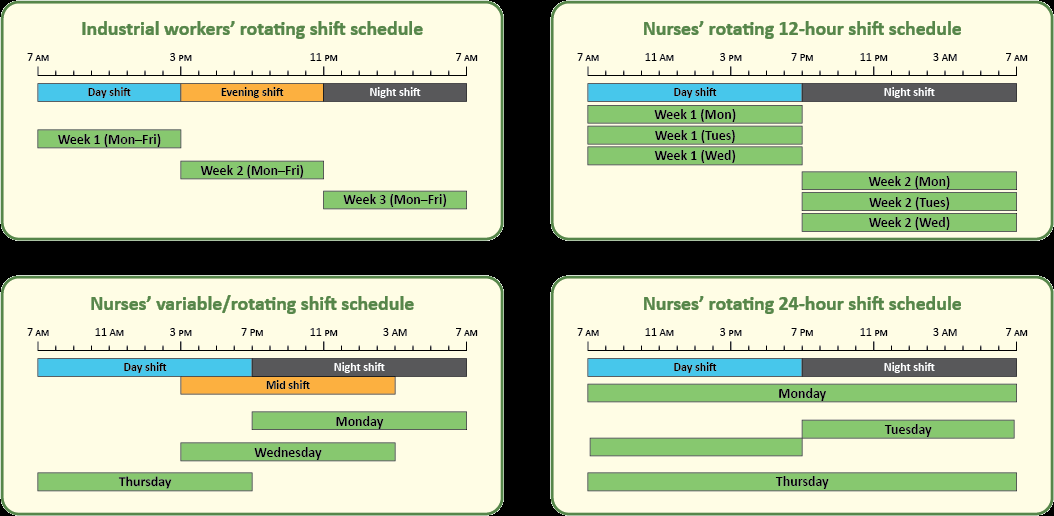 Industrial workers’ rotating shift schedule
7 AM 3 PM 11 PM 7 AM
Day shift Evening shift Night shift
Week 1 (Mon–Fri)
Week 2 (Mon–Fri)
Week 3 (Mon–Fri)
Nurses’ rotating 12-hour shift schedule
7 AM 11 AM 3 PM 7 PM 11 PM 3 AM 7 AM
Day shift Night shift
Week 1 (Mon)
Week 1 (Tues)
Week 1 (Wed)
Week 2 (Mon)
Week 2 (Tues)
Week 2 (Wed)
Nurses’ variable/rotating shift schedule
7 AM 11 AM 3 PM 7 PM 11 PM 3 AM 7 AM
Day shift Night shift
Mid shift
Monday
Wednesday
Thursday
Nurses’ rotating 24-hour shift schedule
7 AM 11 AM 3 PM 7 PM 11 PM 3 AM 7 AM
Day shift Night shift
Monday
Tuesday
Thursday